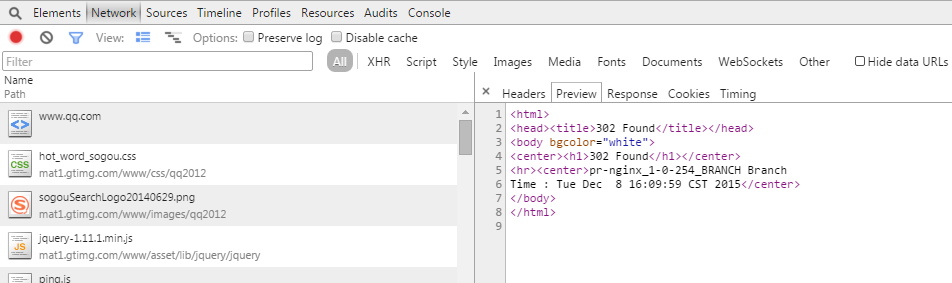 Elements Network Sources Timeline Profiles Resources Audits Console
View: Options: Preserve log Disable cache
Filter All XHR Script Style Images Media Fonts Documents WebSockets Other Hide data URLs
Name
Path
www.qq.com
<> 
hot_word_sogou.css
mat1.gtimg.com/www/css/qq2012
CSS
sogouSearchLogo20140629.png
mat1.gtimg.com/www/images/qq2012
S
jquery-1.11.1.min.js
mat1.gtimg.com/www/asset/lib/jquery/jquery
JS
ping.js
× Headers Preview Response Cookies Timing
1 <html>
2 <head><title>302 Found</title></head>
3 <body bgcolor="white">
4 <center><h1>302 Found</h1></center>
5 <hr><center>pr-nginx_1-0-254_BRANCH Branch
6 Time : Tue Dec  8 16:09:59 CST 2015</center>
7 </body>
8 </html>
9